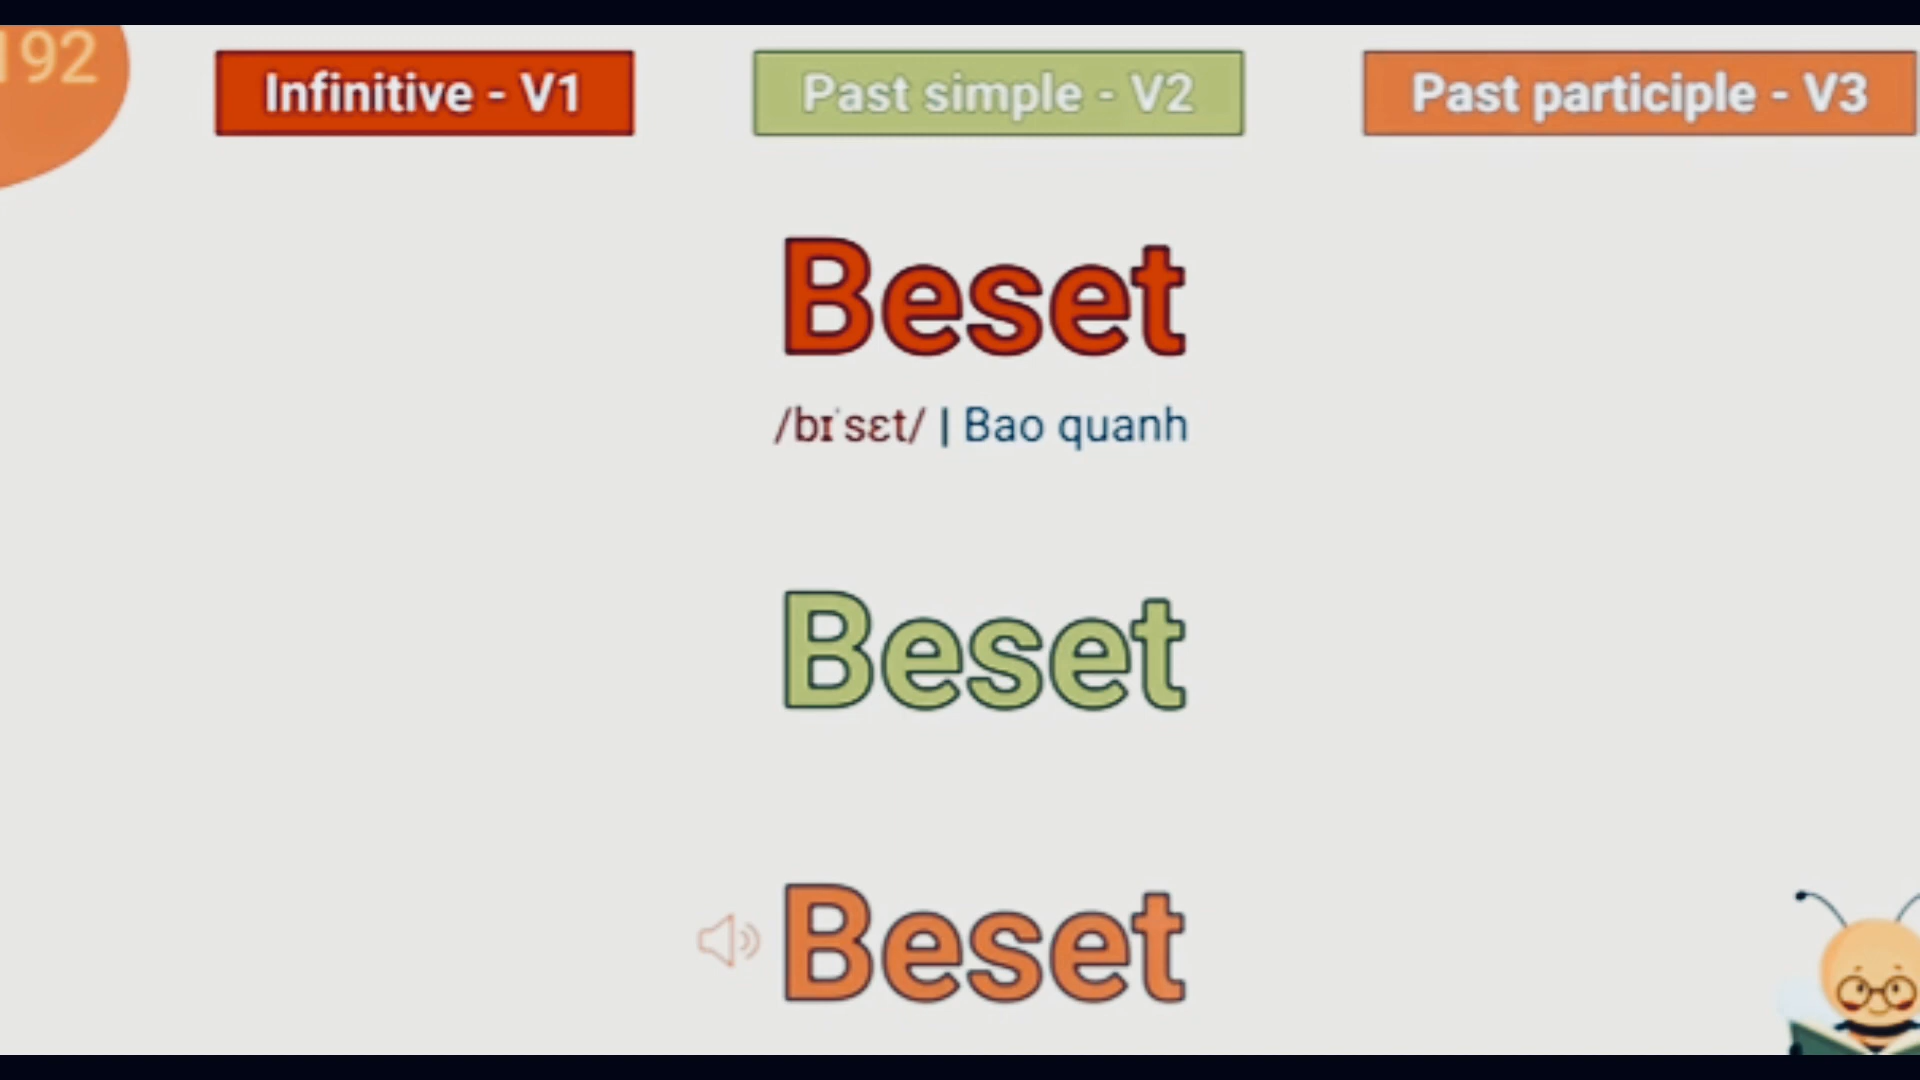 192
Infinitive - V1
Past simple - V2
Past participle - V3
Beset
/bɪˈsɛt/ | Bao quanh
Beset
Beset